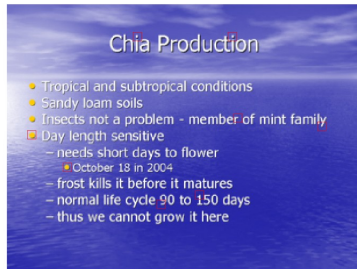 Chia Production
Tropical and subtropical conditions
Sandy loam soils
Insects not a problem - member of mint family
Day length sensitive
– needs short days to flower
October 18 in 2004
– frost kills it before it matures
– normal life cycle 90 to 150 days
– thus we cannot grow it here